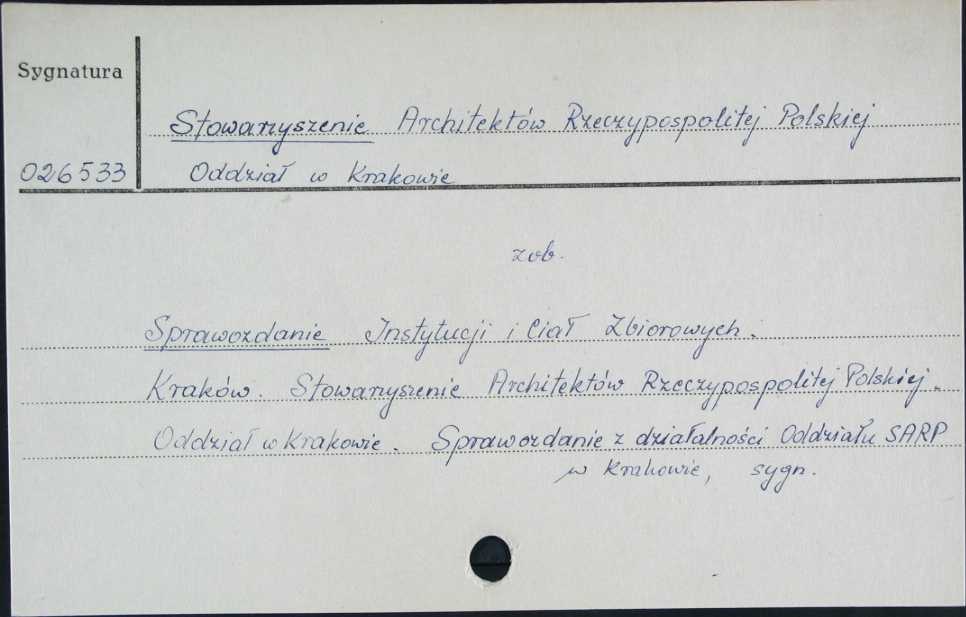 Sygnatura
Stowarzyszenie Architektów Rzeczypospolitej Polskiej
026533
Oddział w Krakowie
zob.
Sprawozdanie Instytucji i Ciał Zbiorowych.
Kraków. Stowarzyszenie Architektów Rzeczypospolitej Polskiej.
Oddział w Krakowie. Sprawozdanie z działalności Oddziału SARP
w Krakowie, sygn.